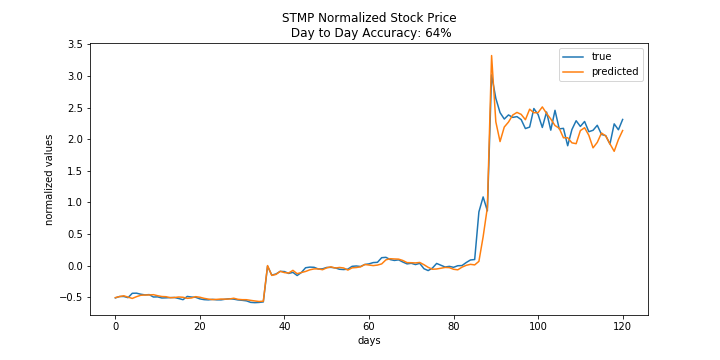 STMP Normalized Stock Price
Day to Day Accuracy: 64%
3.5
3.0
2.5
2.0
1.5
1.0
0.5
0.0
−0.5
normalized values
true
predicted
0
20
40
60
80
100
120
days